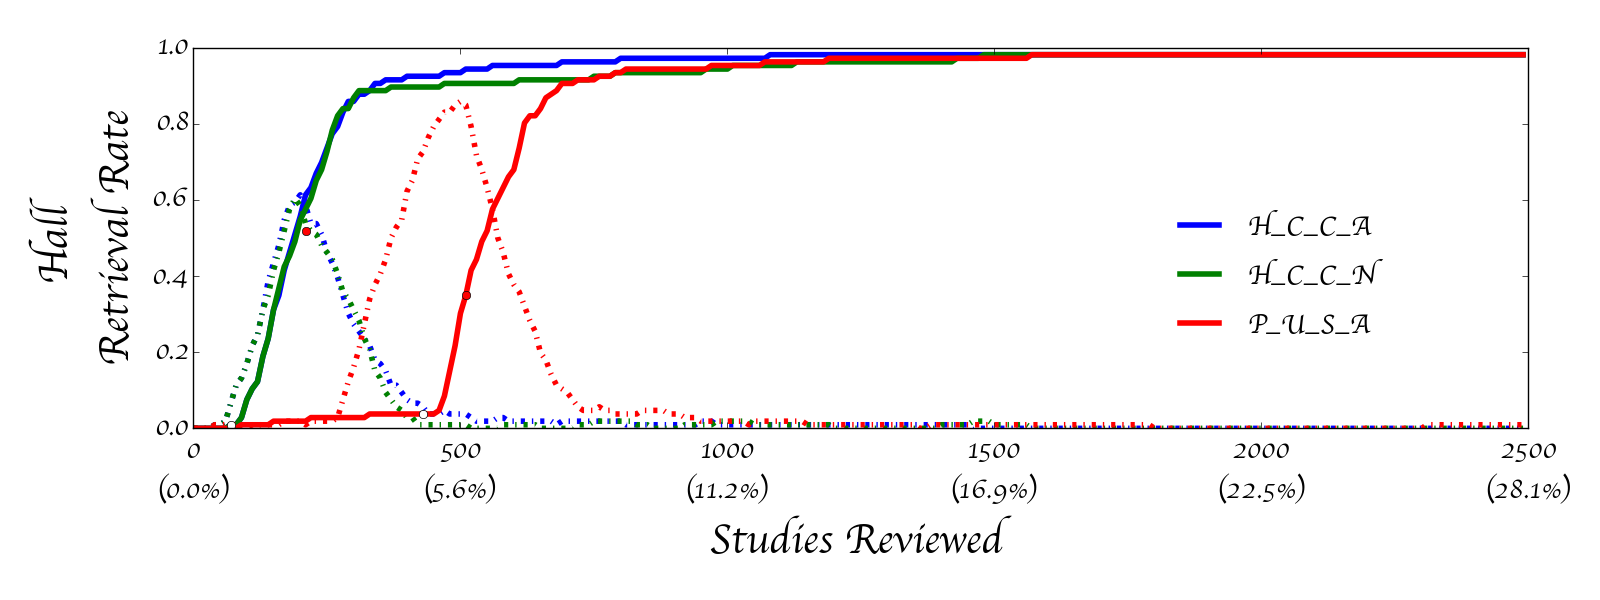 Hall
Retrieval Rate
1.0
0.8
0.6
0.4
0.2
0.0
0 500 1000 1500 2000 2500
(0.0%) (5.6%) (11.2%) (16.9%) (22.5%) (28.1%)
Studies Reviewed
H_C_C_A
H_C_C_N
P_U_S_A